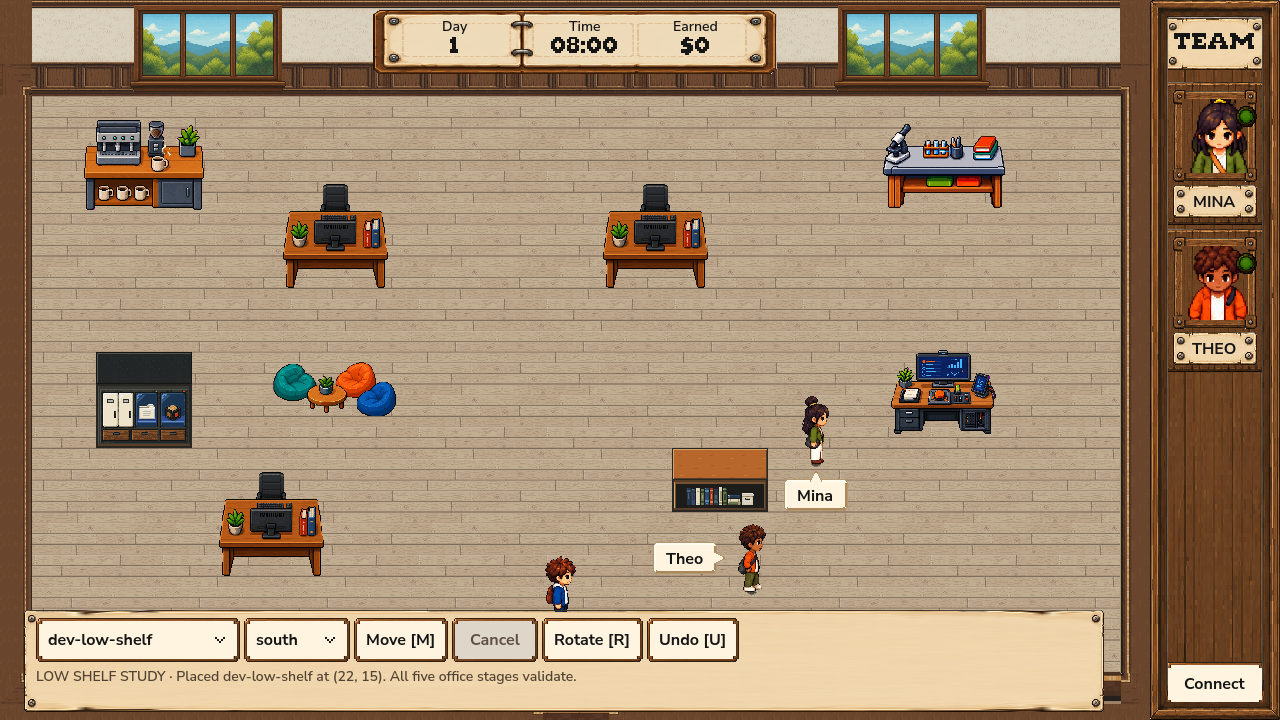 Day
1
Time
08:00
Earned
$0
TEAM
MINA
THEO
Mina
Theo
dev-low-shelf
south
Move [M]
Cancel
Rotate [R]
Undo [U]
LOW SHELF STUDY · Placed dev-low-shelf at (22, 15). All five office stages validate.
Connect